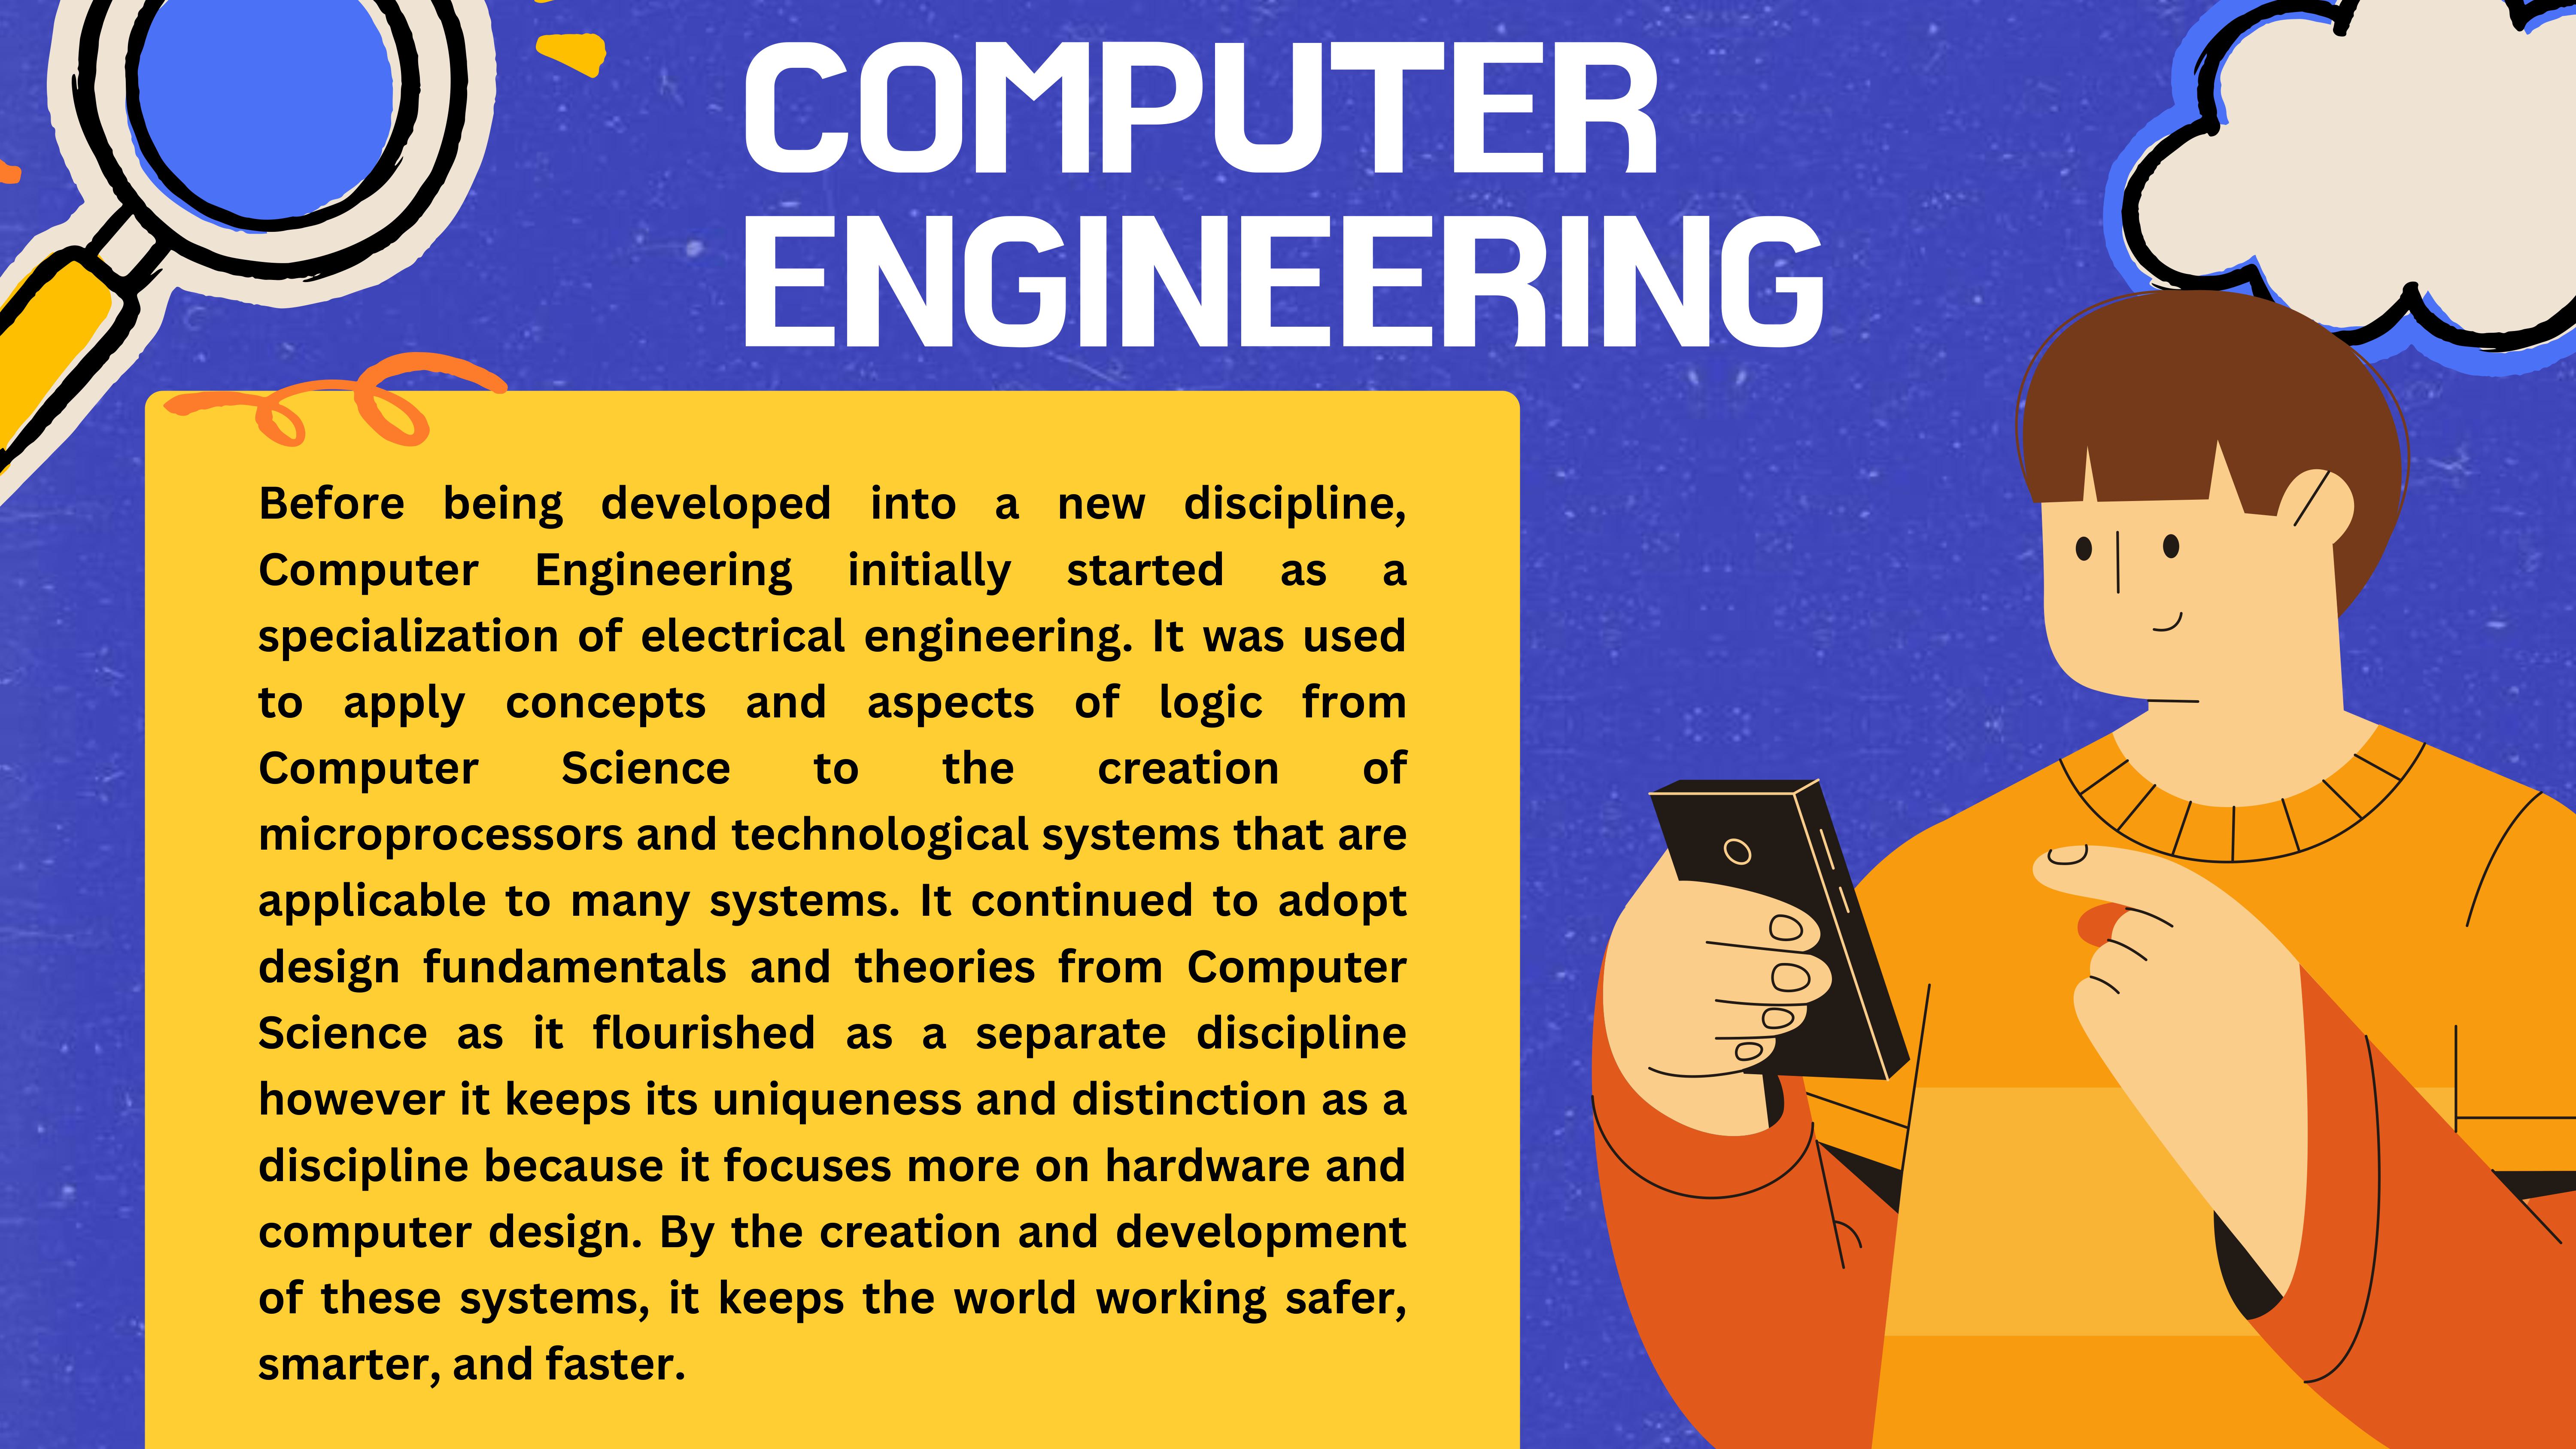 COMPUTER
ENGINEERING
Before being developed into a new discipline,
Computer Engineering initially started as a
specialization of electrical engineering. It was used
to apply concepts and aspects of logic from
Computer Science to the creation of
microprocessors and technological systems that are
applicable to many systems. It continued to adopt
design fundamentals and theories from Computer
Science as it flourished as a separate discipline
however it keeps its uniqueness and distinction as a
discipline because it focuses more on hardware and
computer design. By the creation and development
of these systems, it keeps the world working safer,
smarter, and faster.